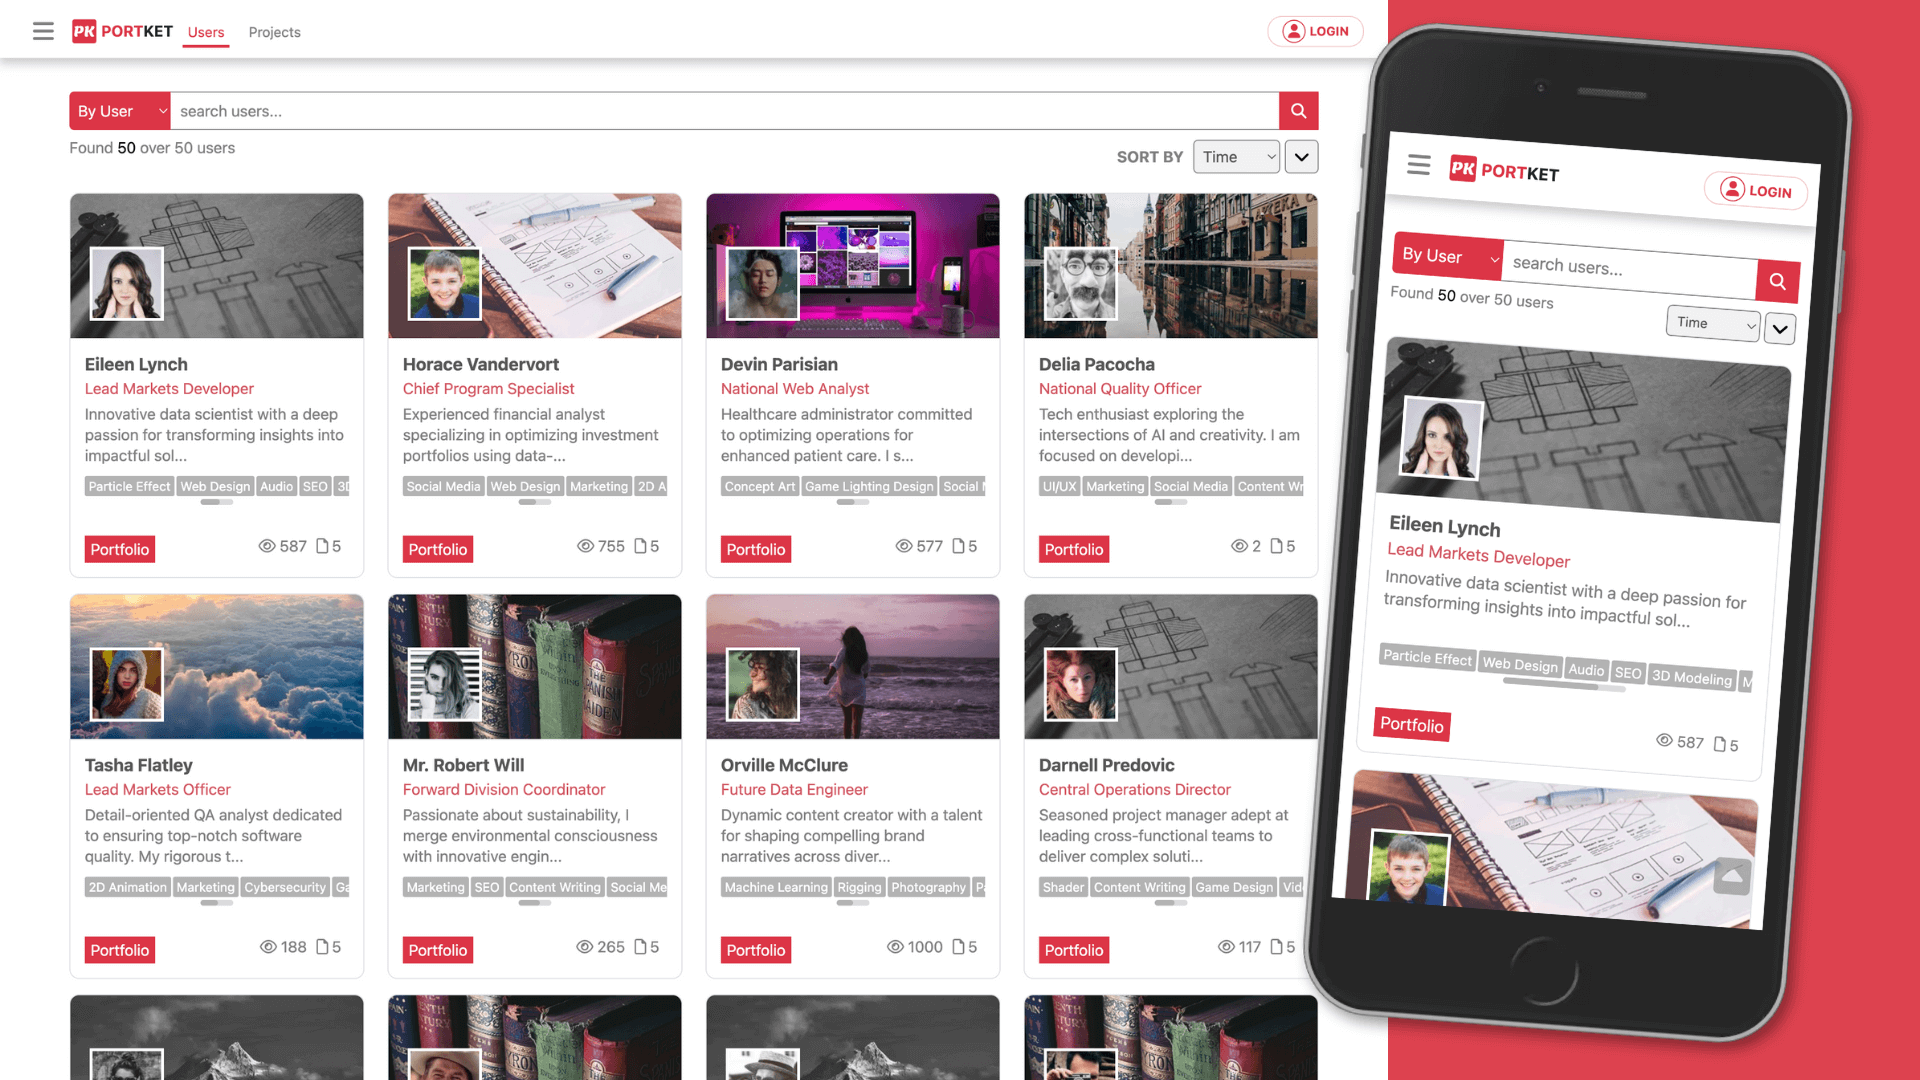 PK PORTKET
Users
Projects
LOGIN
By User
search users...
Found 50 over 50 users
SORT BY
Time
Eileen Lynch
Lead Markets Developer
Innovative data scientist with a deep
passion for transforming insights into
impactful sol...
Particle Effect
Web Design
Audio
SEO
Portfolio
587
5
Horace Vandervort
Chief Program Specialist
Experienced financial analyst
specializing in optimizing investment
portfolios using data-...
Social Media
Web Design
Marketing
2D A
Portfolio
755
5
Devin Parisian
National Web Analyst
Healthcare administrator committed
to optimizing operations for
enhanced patient care. I s...
Concept Art
Game Lighting Design
Social
Portfolio
577
5
Delia Pacocha
National Quality Officer
Tech enthusiast exploring the
intersections of AI and creativity. I am
focused on developi...
UI/UX
Marketing
Social Media
Content Wr
Portfolio
2
5
Tasha Flatley
Lead Markets Officer
Detail-oriented QA analyst dedicated
to ensuring top-notch software
quality. My rigorous t...
2D Animation
Marketing
Cybersecurity
Ga
Portfolio
188
5
Mr. Robert Will
Forward Division Coordinator
Passionate about sustainability, I
merge environmental consciousness
with innovative engin...
Marketing
SEO
Content Writing
Social Me
Portfolio
265
5
Orville McClure
Future Data Engineer
Dynamic content creator with a talent
for shaping compelling brand
narratives across diver...
Machine Learning
Rigging
Photography
Portfolio
1000
5
Darnell Predovic
Central Operations Director
Seasoned project manager adept at
leading cross-functional teams to
deliver complex soluti...
Shader
Content Writing
Game Design
Vid
Portfolio
117
5
PK PORTKET
LOGIN
By User
search users...
Found 50 over 50 users
Time
Eileen Lynch
Lead Markets Developer
Innovative data scientist with a deep passion for
transforming insights into impactful sol...
Particle Effect
Web Design
Audio
SEO
3D Modeling
M
Portfolio
587
5